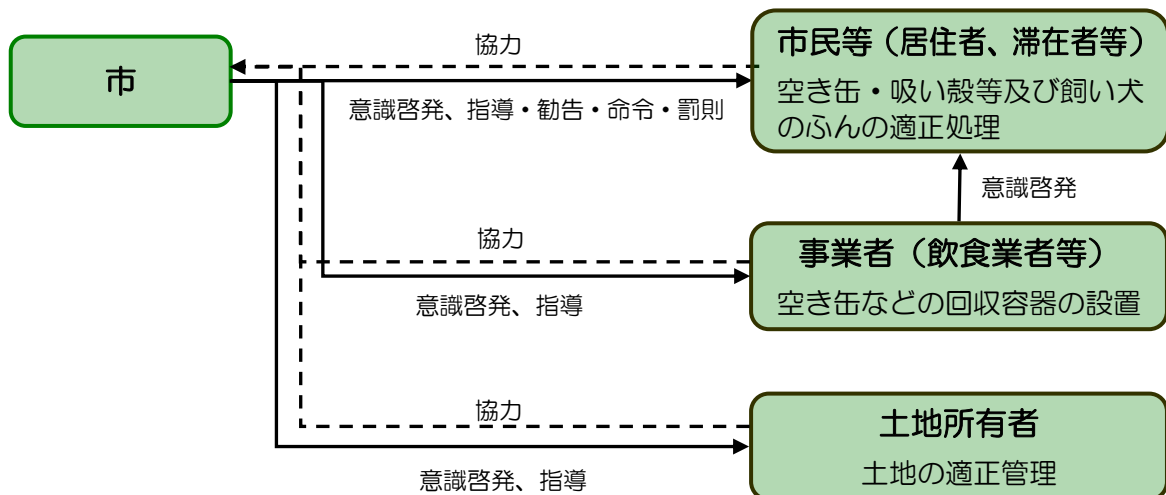 市
協力
意識啓発、指導・勧告・命令・罰則
市民等（居住者、滞在者等）
空き缶・吸い殻等及び飼い犬
のふんの適正処理
意識啓発
協力
意識啓発、指導
事業者（飲食業者等）
空き缶などの回収容器の設置
協力
意識啓発、指導
土地所有者
土地の適正管理